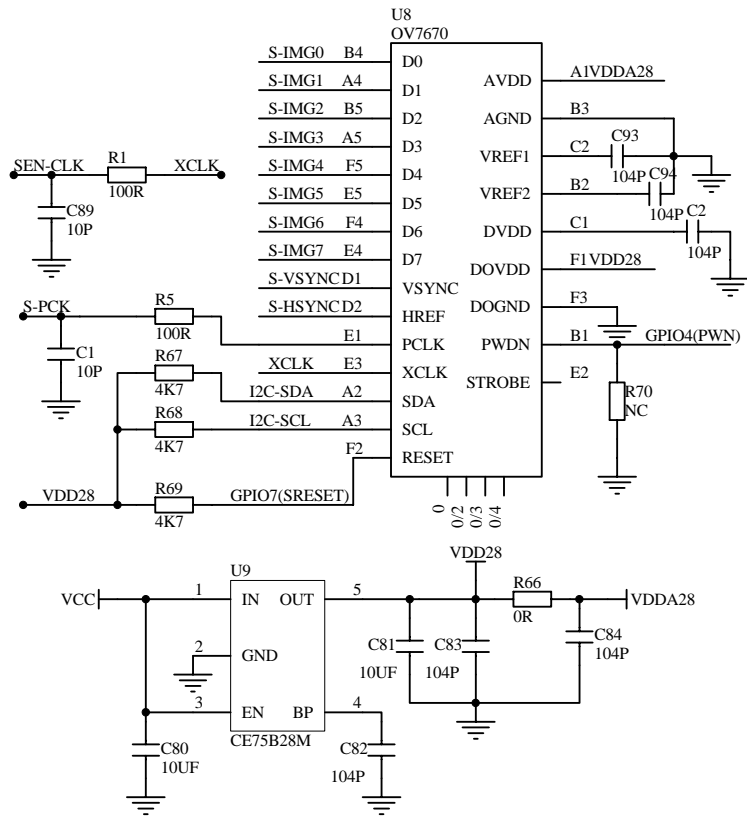 U8
OV7670
S-IMG0 B4 D0
S-IMG1 A4 D1
S-IMG2 B5 D2
S-IMG3 A5 D3
S-IMG4 F5 D4
S-IMG5 E5 D5
S-IMG6 F4 D6
S-IMG7 E4 D7
S-VSYNC D1 VSYNC
S-HSYNC D2 HREF
E1 PCLK
XCLK E3 XCLK
I2C-SDA A2 SDA
I2C-SCL A3 SCL
F2 RESET
AVDD A1 VDDA28
AGND B3
VREF1 C2 C93
104P
VREF2 B2 C94
104P
DVDD C1 C2
104P
DOVDD F1 VDD28
DOGND F3
PWDN B1 GPIO4(PWN)
STROBE E2
R70
NC
0 0/2 0/3 0/4
SEN-CLK R1 XCLK
100R
C89
10P
S-PCK R5
100R
C1
10P
R67
4K7
R68
4K7
VDD28 R69 GPIO7(SRESET)
4K7
U9
VCC 1 IN OUT 5
2 GND
3 EN BP 4
CE75B28M
C80
10UF
C82
104P
VDD28
R66 VDDA28
0R
C81
10UF
C83
104P
C84
104P